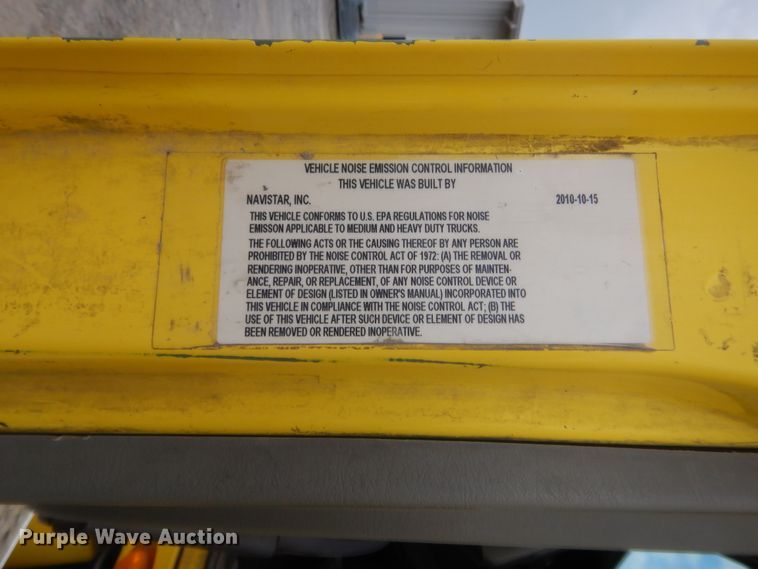 VEHICLE NOISE EMISSION CONTROL INFORMATION
THIS VEHICLE WAS BUILT BY
NAVISTAR, INC. 2010-10-15
THIS VEHICLE CONFORMS TO U.S. EPA REGULATIONS FOR NOISE
EMISSON APPLICABLE TO MEDIUM AND HEAVY DUTY TRUCKS.
THE FOLLOWING ACTS OR THE CAUSING THEREOF BY ANY PERSON ARE
PROHIBITED BY THE NOISE CONTROL ACT OF 1972: (A) THE REMOVAL OR
RENDERING INOPERATIVE, OTHER THAN FOR PURPOSES OF MAINTEN-
ANCE, REPAIR, OR REPLACEMENT, OF ANY NOISE CONTROL DEVICE OR
ELEMENT OF DESIGN (LISTED IN OWNER'S MANUAL) INCORPORATED INTO
THIS VEHICLE IN COMPLIANCE WITH THE NOISE CONTROL ACT; (B) THE
USE OF THIS VEHICLE AFTER SUCH DEVICE OR ELEMENT OF DESIGN HAS
BEEN REMOVED OR RENDERED INOPERATIVE.
Purple Wave Auction